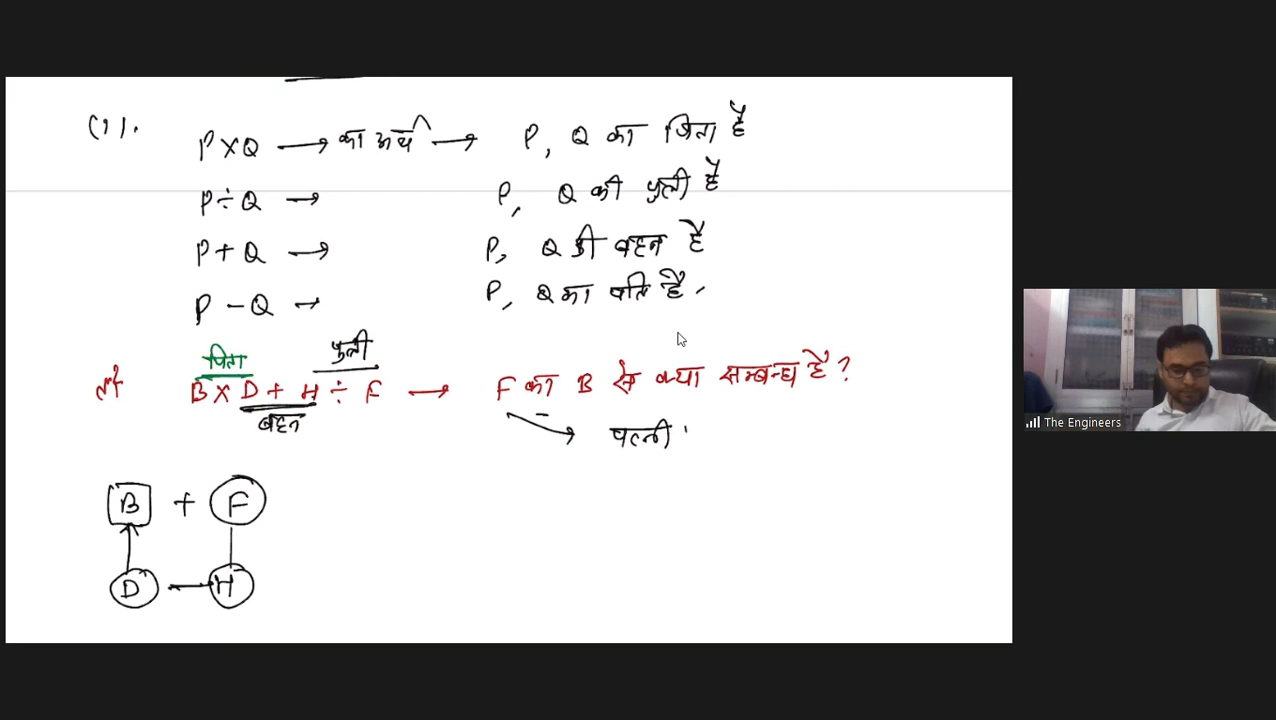 (1). P × Q → का अर्थ → P, Q का पिता है
P ÷ Q → P, Q की पुत्री है
P + Q → P, Q की बहन है
P − Q → P, Q का पति है,
पिता पुत्री
B × D + H ÷ F → F का B से क्या सम्बन्ध है?
बहन
पत्नी
B + F
D — H
The Engineers